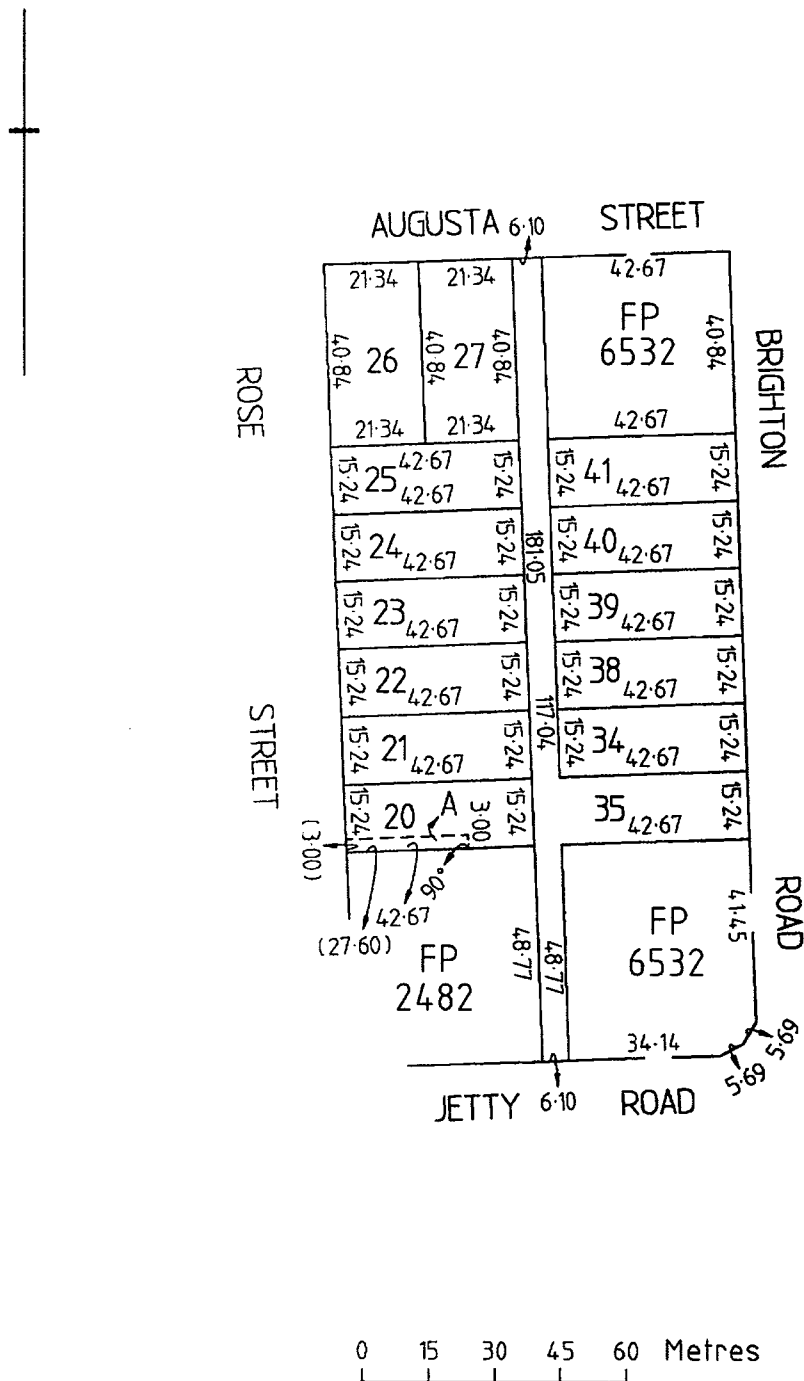 AUGUSTA 6·10 STREET
21·34 21·34 42·67
FP
6532
40·84 26 40·84 27 40·84 40·84
BRIGHTON
ROSE
21·34 21·34 42·67
15·24 25 42·67 15·24 15·24 41 42·67 15·24
42·67
15·24 24 42·67 15·24 181·05 15·24 40 42·67 15·24
15·24 23 42·67 15·24 15·24 39 42·67 15·24
15·24 22 42·67 15·24 15·24 38 42·67 15·24
STREET
117·04
15·24 21 42·67 15·24 15·24 34 42·67 15·24
15·24 20 A 3·00 15·24 35 42·67 15·24
(3·00)
90°
42·67
(27·60)
ROAD
41·45
FP
2482
48·77 48·77
FP
6532
34·14
5·69
5·69
JETTY 6·10 ROAD
0 15 30 45 60 Metres